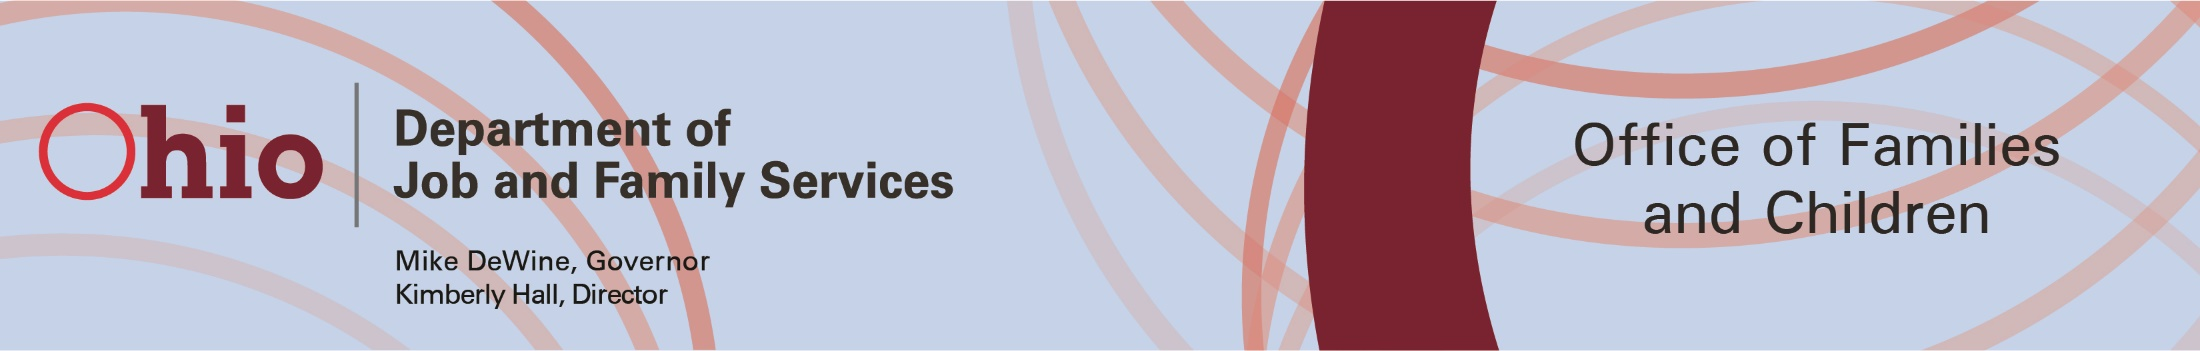 Ohio
Department of
Job and Family Services
Mike DeWine, Governor
Kimberly Hall, Director
Office of Families
and Children